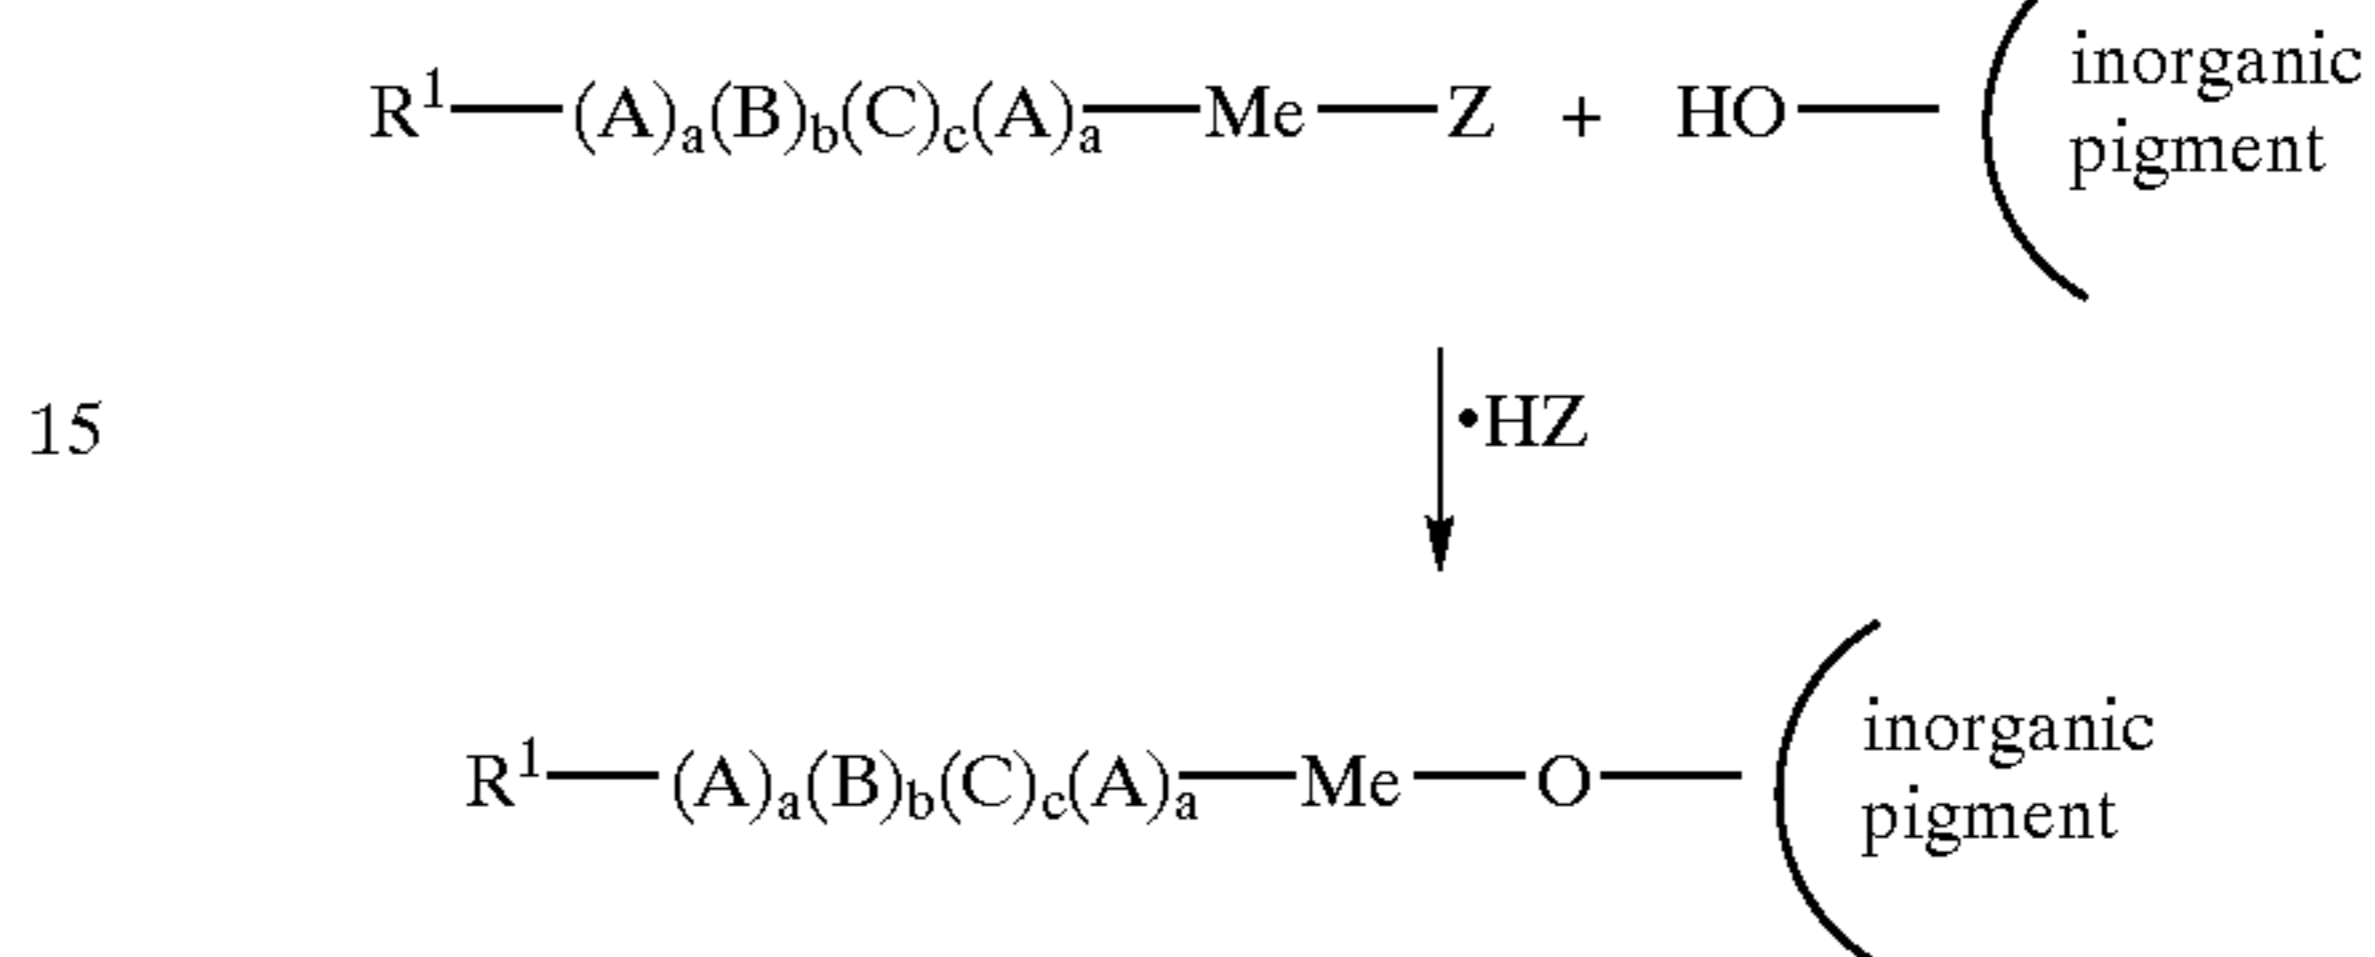 R¹—(A)ₐ(B)b(C)c(A)ₐ—Me—Z + HO— inorganic pigment
15
•HZ
R¹—(A)ₐ(B)b(C)c(A)ₐ—Me—O— inorganic pigment